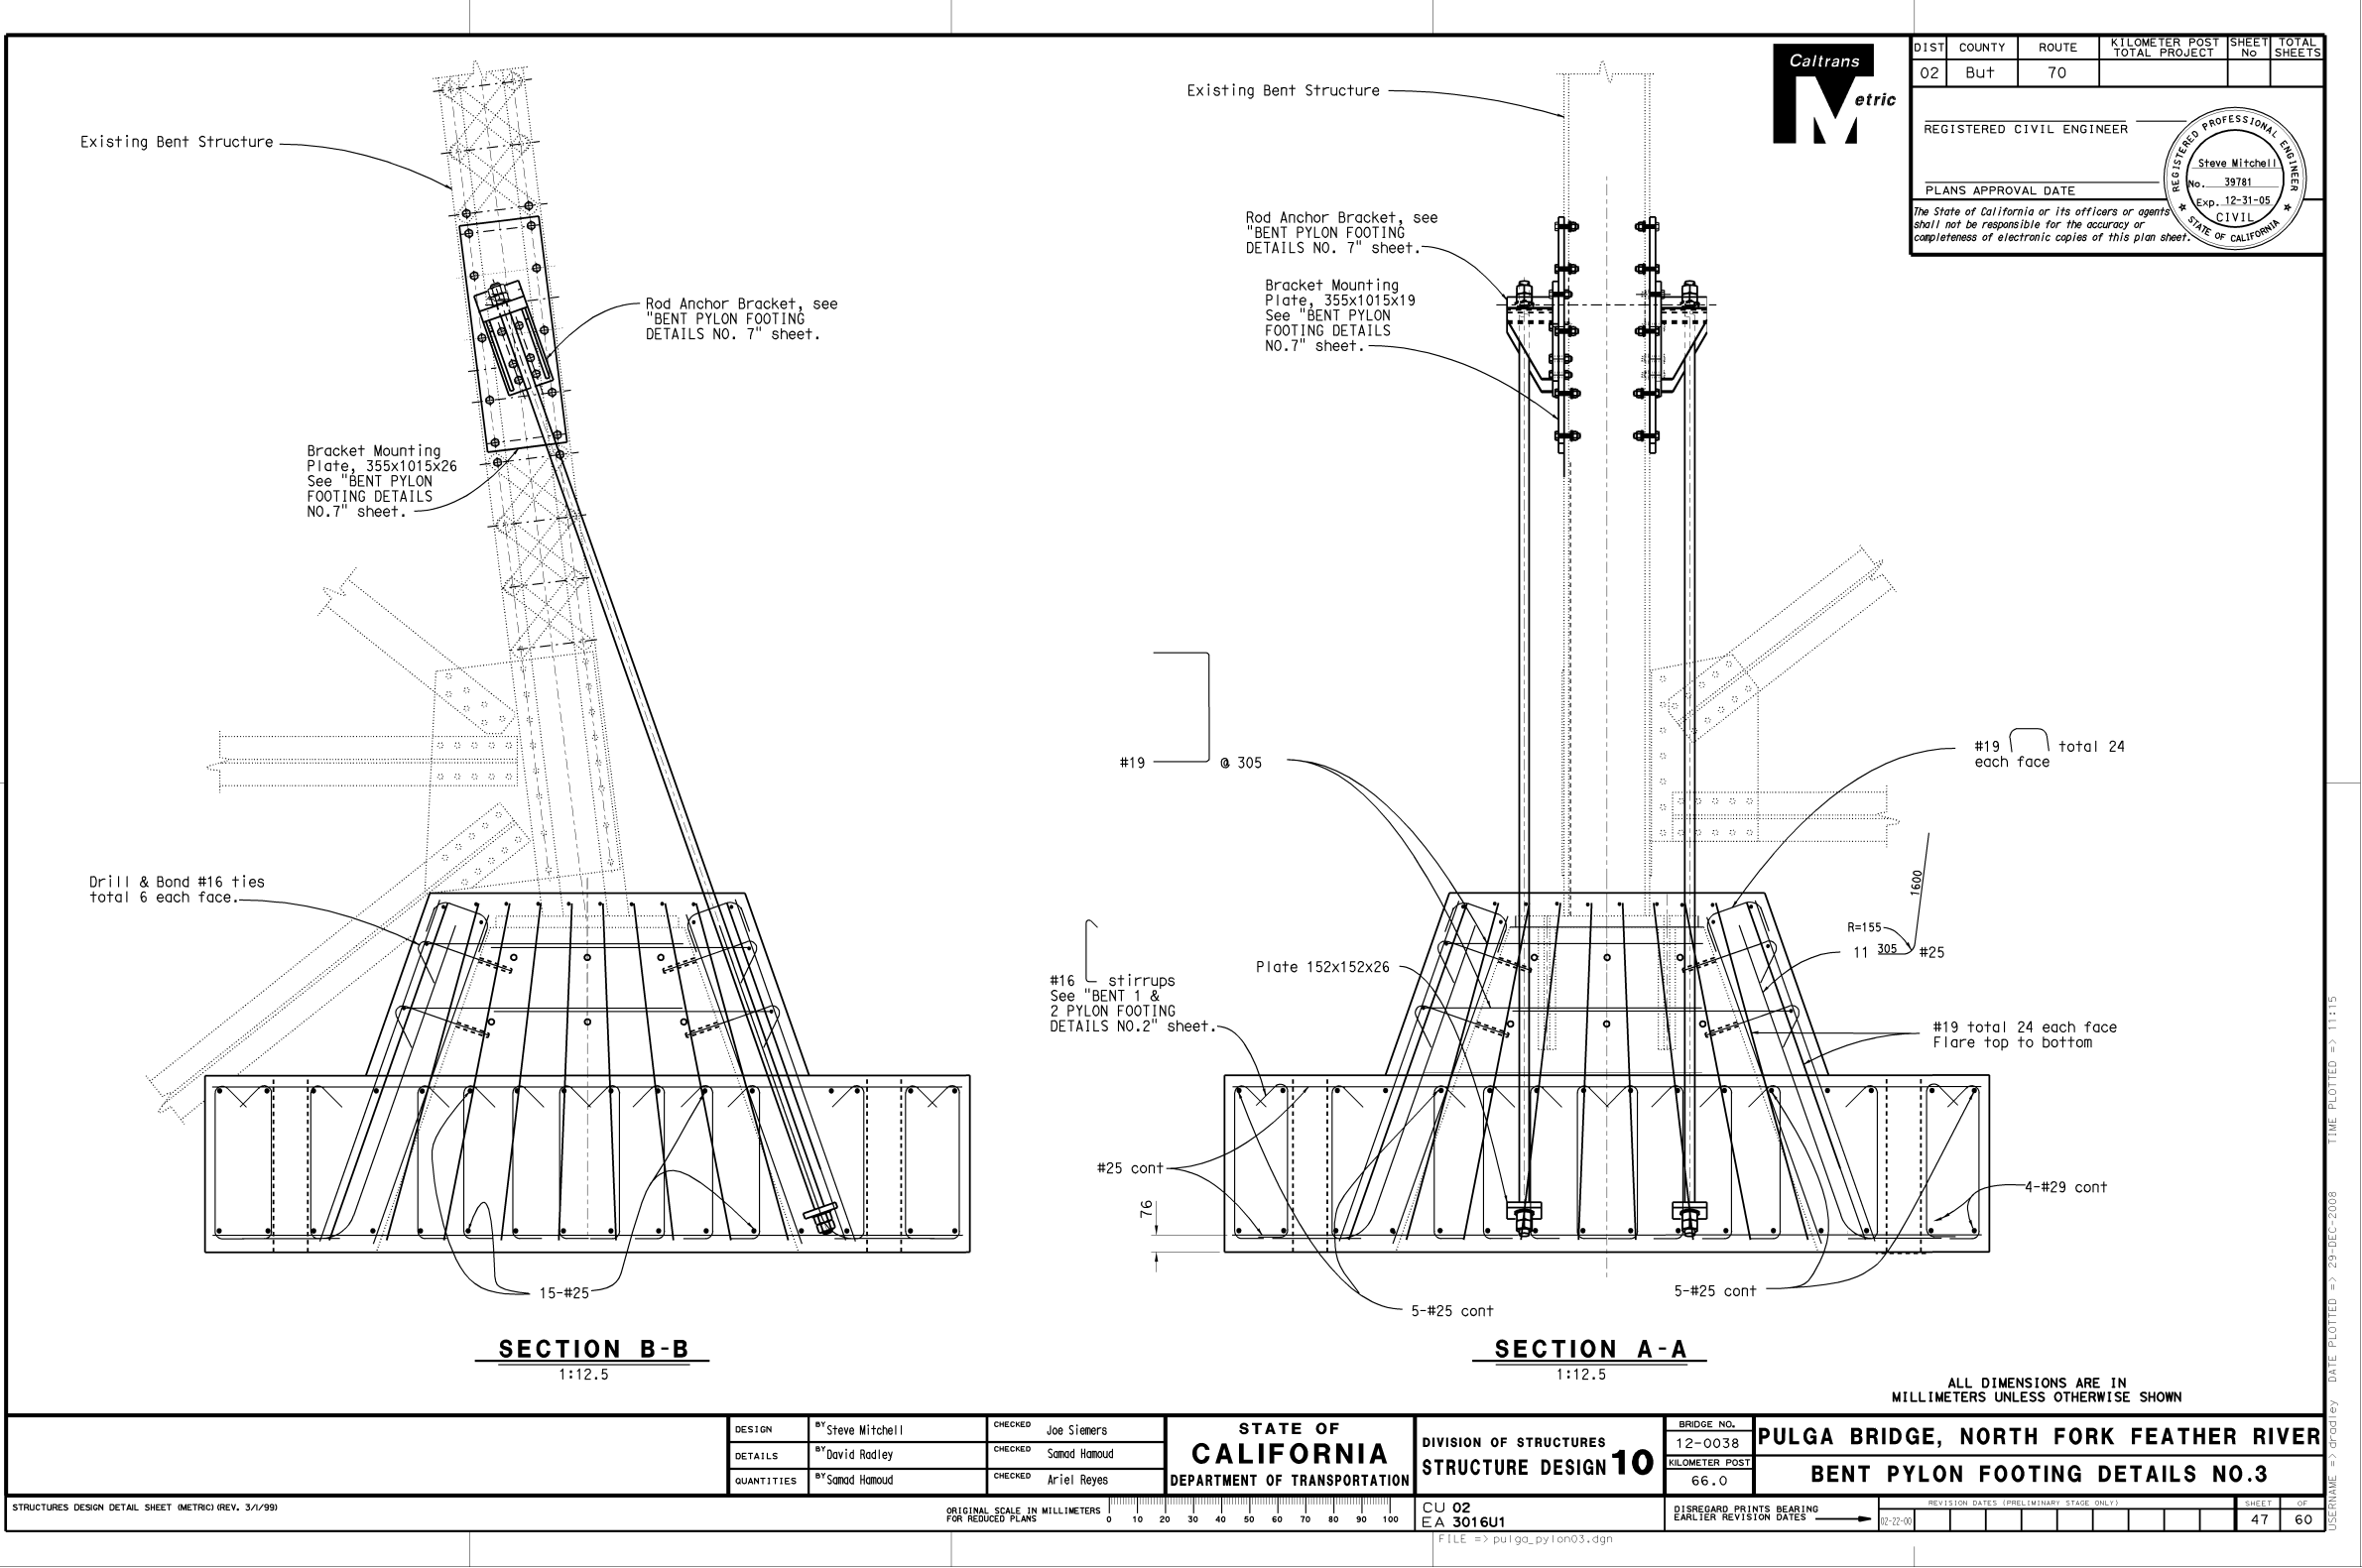 Existing Bent Structure
Rod Anchor Bracket, see
"BENT PYLON FOOTING
DETAILS NO. 7" sheet.
Bracket Mounting
Plate, 355x1015x26
See "BENT PYLON
FOOTING DETAILS
NO.7" sheet.
Drill & Bond #16 ties
total 6 each face.
15-#25
SECTION B-B
1:12.5
Existing Bent Structure
Rod Anchor Bracket, see
"BENT PYLON FOOTING
DETAILS NO. 7" sheet.
Bracket Mounting
Plate, 355x1015x19
See "BENT PYLON
FOOTING DETAILS
NO.7" sheet.
#19 @ 305
#19 total 24
each face
1600
R=155
11 305 #25
Plate 152x152x26
#16 stirrups
See "BENT 1 &
2 PYLON FOOTING
DETAILS NO.2" sheet.
#19 total 24 each face
Flare top to bottom
#25 cont
76
4-#29 cont
5-#25 cont
5-#25 cont
SECTION A-A
1:12.5
Caltrans
Metric
DIST COUNTY ROUTE KILOMETER POST TOTAL PROJECT SHEET No TOTAL SHEETS
02 But 70
REGISTERED CIVIL ENGINEER
PLANS APPROVAL DATE
The State of California or its officers or agents
shall not be responsible for the accuracy or
completeness of electronic copies of this plan sheet.
REGISTERED PROFESSIONAL ENGINEER
Steve Mitchell
No. 39781
Exp. 12-31-05
CIVIL
STATE OF CALIFORNIA
ALL DIMENSIONS ARE IN
MILLIMETERS UNLESS OTHERWISE SHOWN
DESIGN BY Steve Mitchell CHECKED Joe Siemers
DETAILS BY David Radley CHECKED Samad Hamoud
QUANTITIES BY Samad Hamoud CHECKED Ariel Reyes
STATE OF
CALIFORNIA
DEPARTMENT OF TRANSPORTATION
DIVISION OF STRUCTURES
STRUCTURE DESIGN 10
BRIDGE NO.
12-0038
KILOMETER POST
66.0
PULGA BRIDGE, NORTH FORK FEATHER RIVER
BENT PYLON FOOTING DETAILS NO.3
STRUCTURES DESIGN DETAIL SHEET (METRIC) (REV. 3/1/99)
ORIGINAL SCALE IN MILLIMETERS
FOR REDUCED PLANS
0 10 20 30 40 50 60 70 80 90 100
CU 02
EA 3016U1
DISREGARD PRINTS BEARING
EARLIER REVISION DATES
REVISION DATES (PRELIMINARY STAGE ONLY)
02-22-00
SHEET OF
47 60
FILE => pulga_pylon03.dgn
USERNAME => dradley DATE PLOTTED => 29-DEC-2008 TIME PLOTTED => 11:15